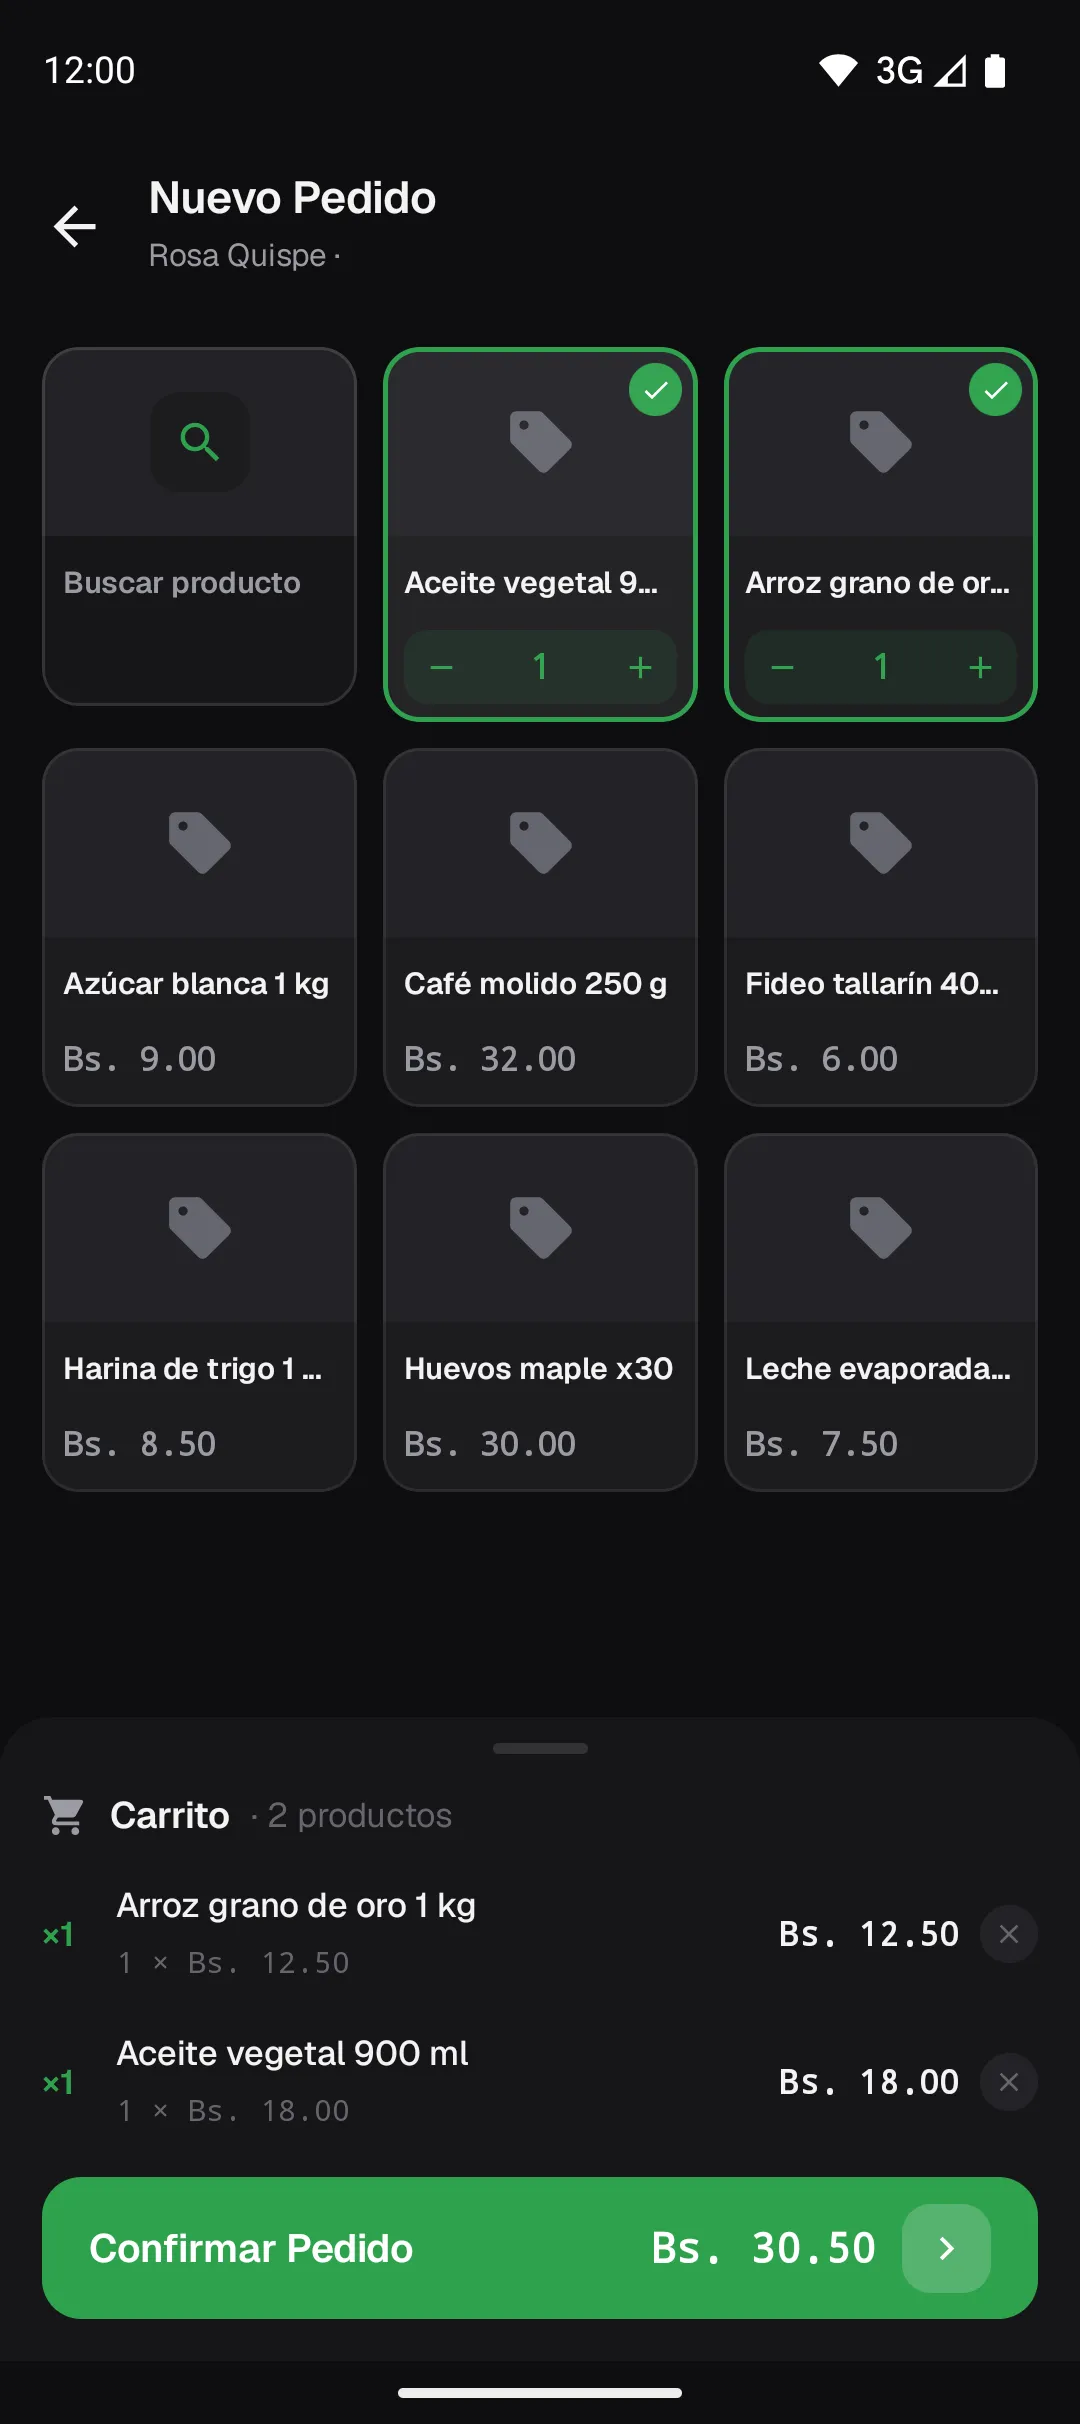 12:00
3G
Nuevo Pedido
Rosa Quispe ·
Buscar producto
Aceite vegetal 9...
− 1 +
Arroz grano de or...
− 1 +
Azúcar blanca 1 kg
Bs. 9.00
Café molido 250 g
Bs. 32.00
Fideo tallarín 40...
Bs. 6.00
Harina de trigo 1 ...
Bs. 8.50
Huevos maple x30
Bs. 30.00
Leche evaporada...
Bs. 7.50
Carrito · 2 productos
×1
Arroz grano de oro 1 kg
1 × Bs. 12.50
Bs. 12.50
×1
Aceite vegetal 900 ml
1 × Bs. 18.00
Bs. 18.00
Confirmar Pedido Bs. 30.50